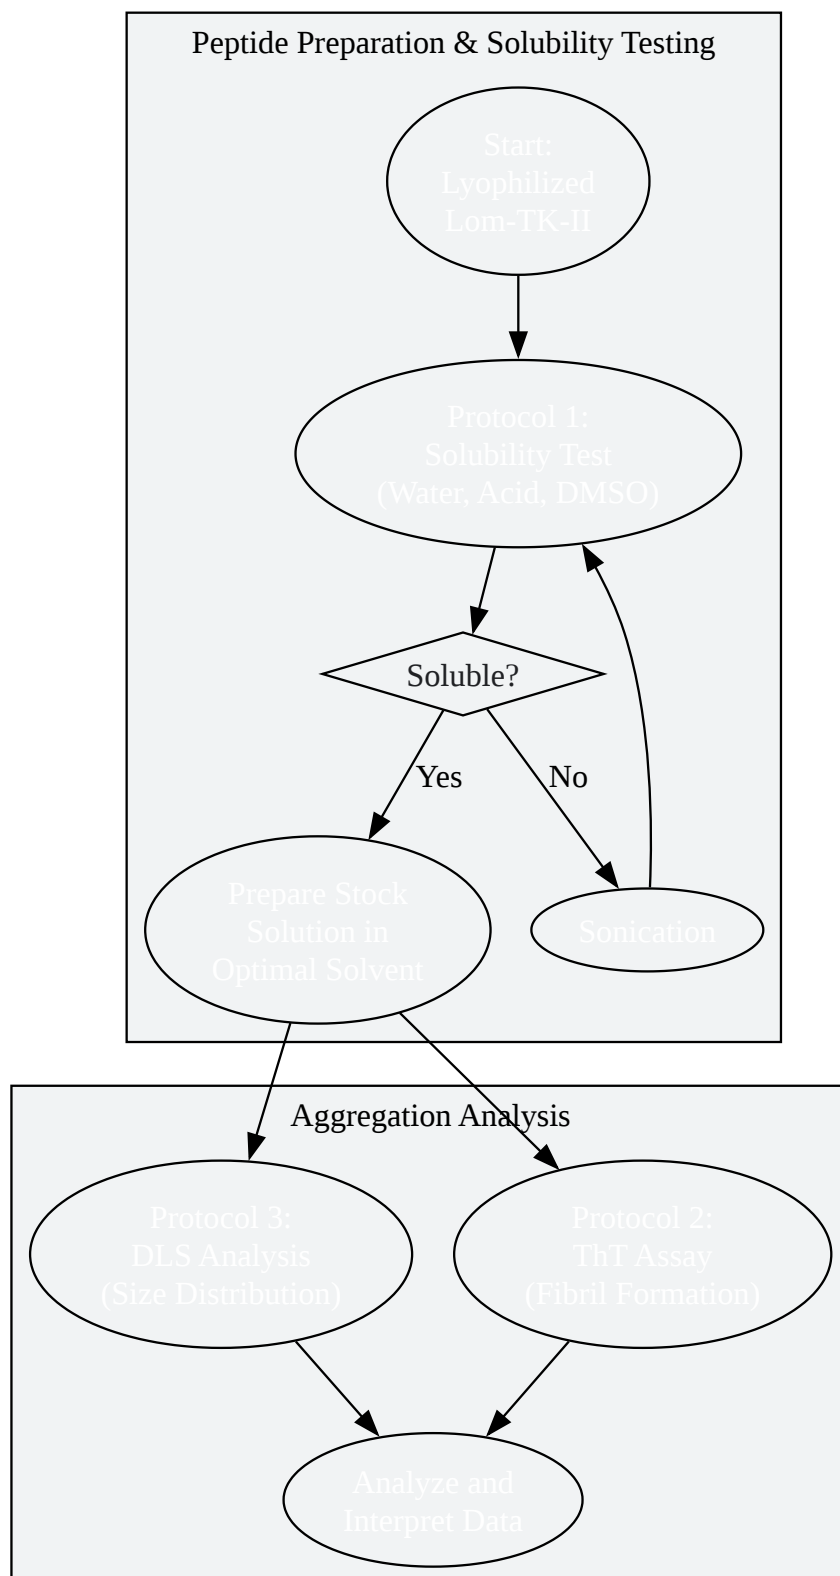 Peptide Preparation & Solubility Testing
Start:
Lyophilized
Lom-TK-II
Protocol 1:
Solubility Test
(Water, Acid, DMSO)
Soluble?
Yes
No
Prepare Stock
Solution in
Optimal Solvent
Sonication
Aggregation Analysis
Protocol 3:
DLS Analysis
(Size Distribution)
Protocol 2:
ThT Assay
(Fibril Formation)
Analyze and
Interpret Data